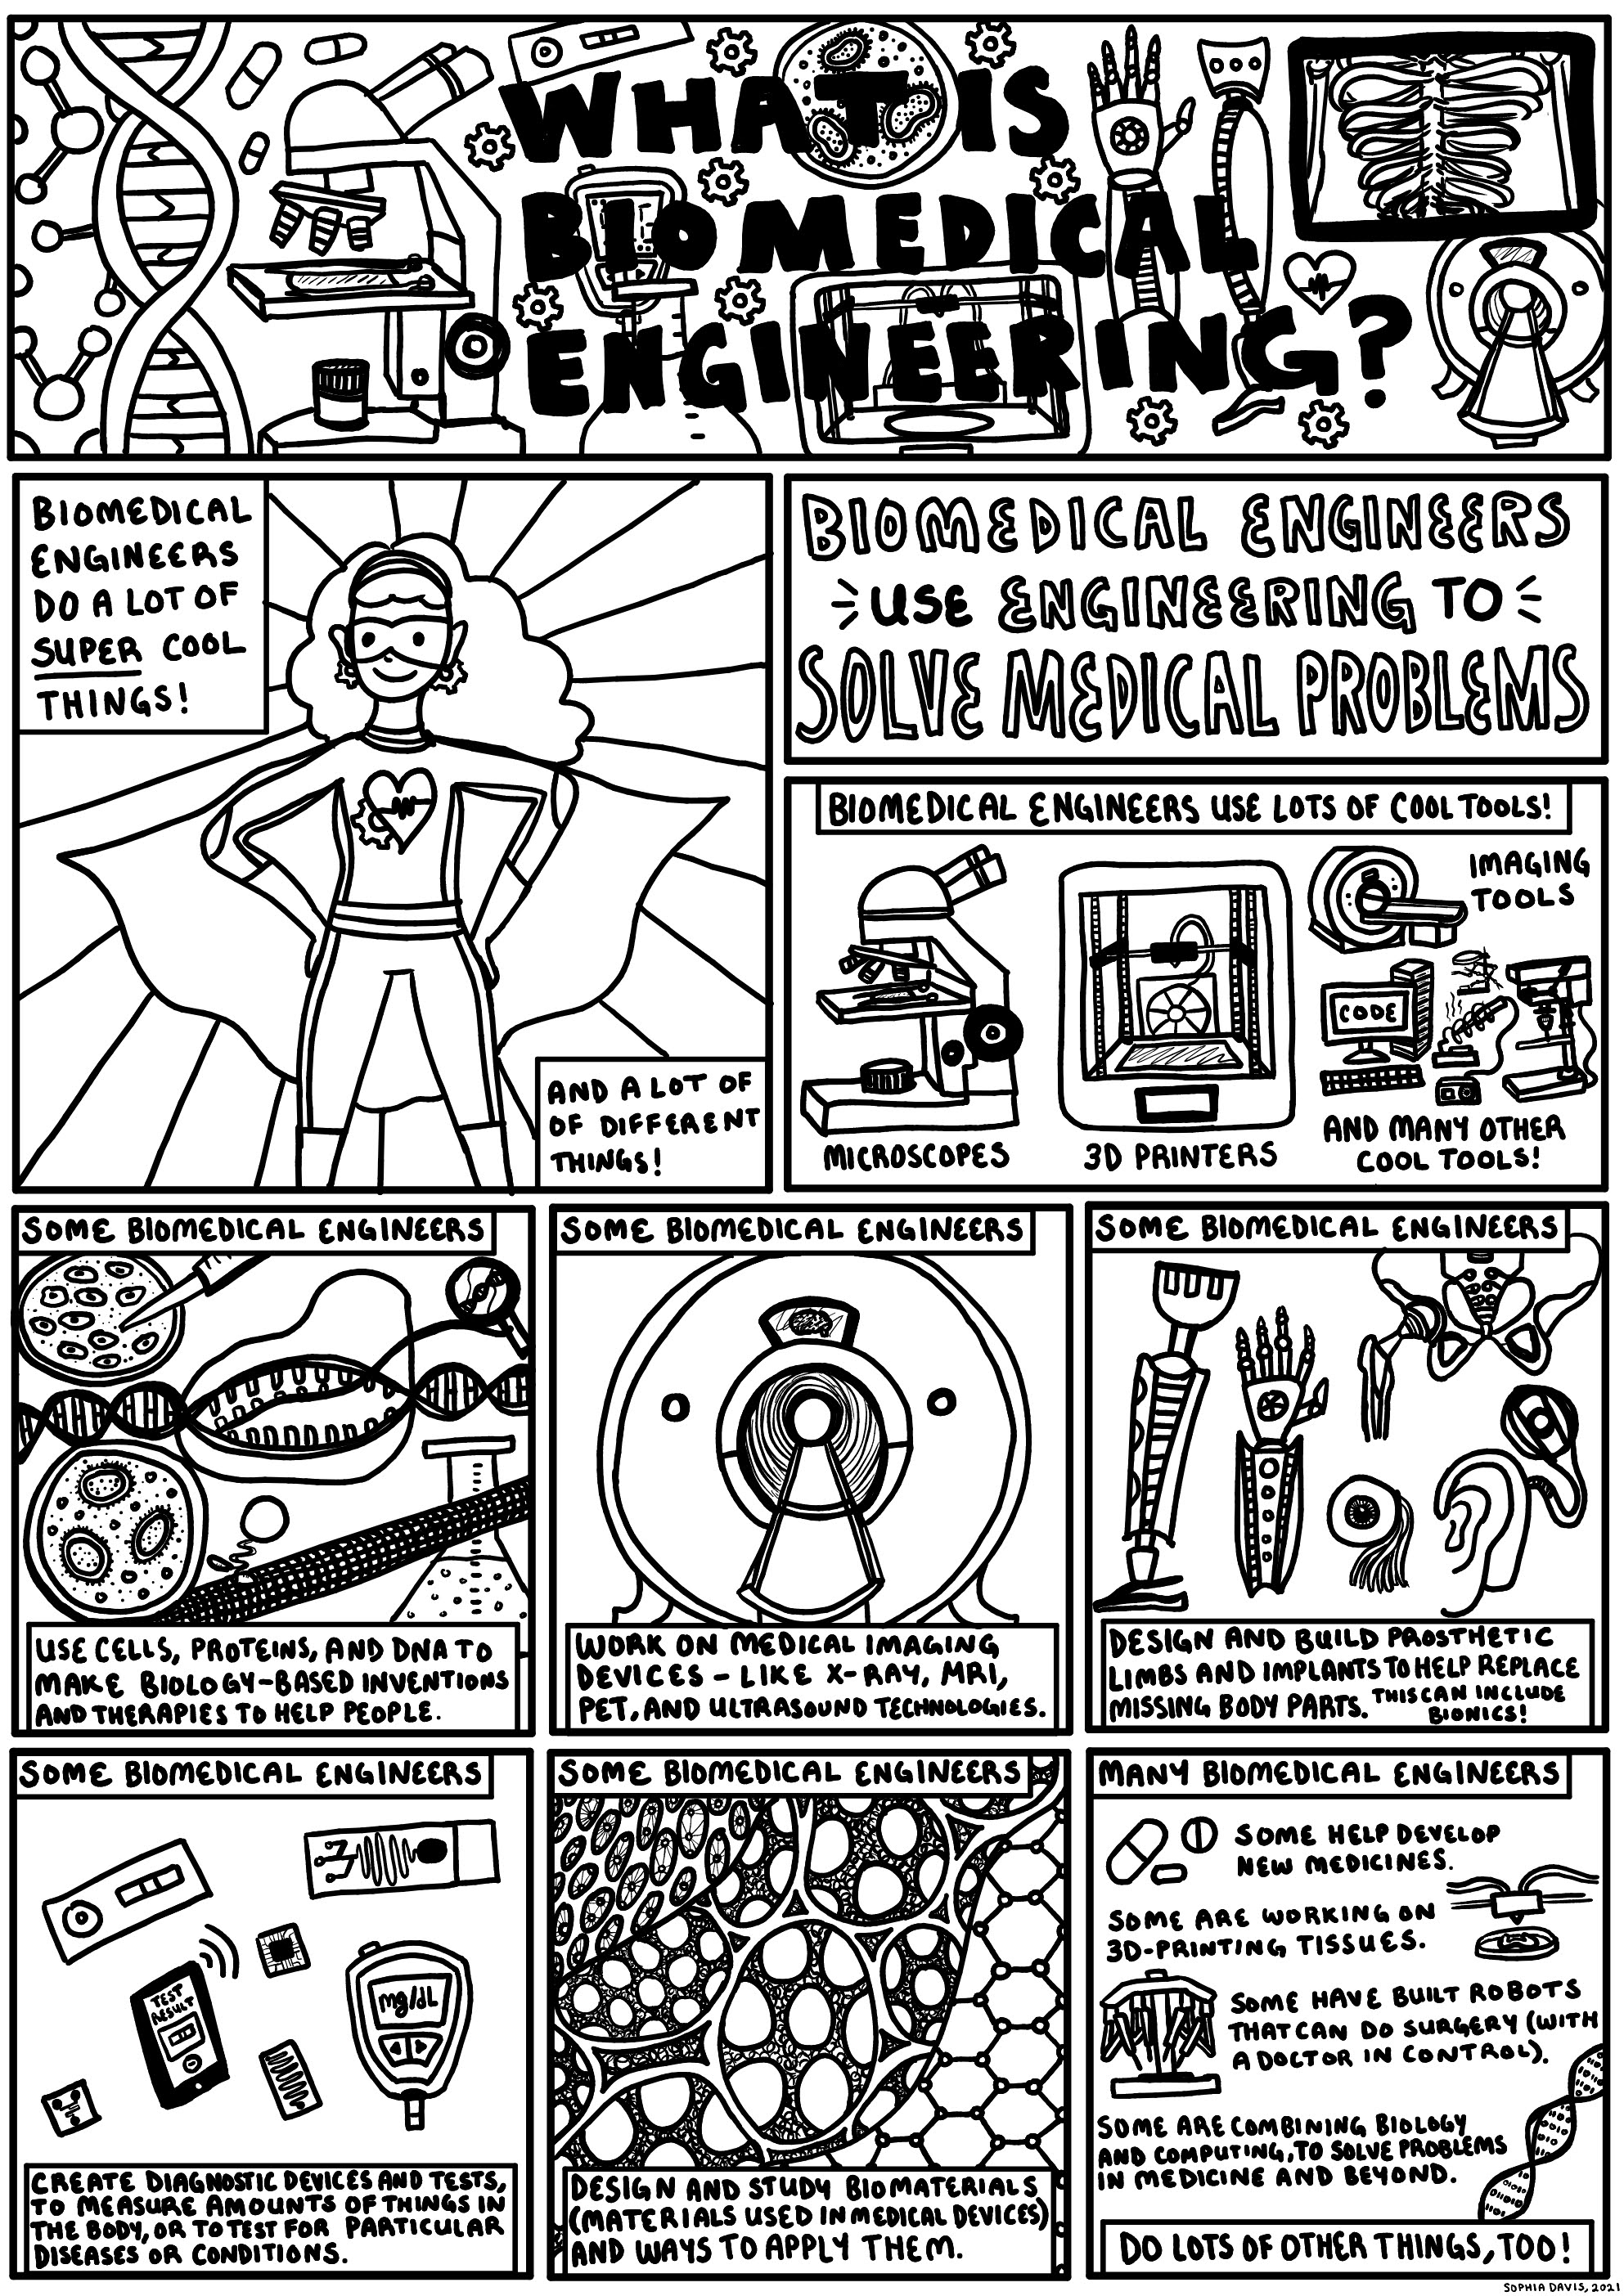 WHAT IS
BIOMEDICAL
ENGINEERING?
BIOMEDICAL
ENGINEERS
DO A LOT OF
SUPER COOL
THINGS!
AND A LOT OF
OF DIFFERENT
THINGS!
BIOMEDICAL ENGINEERS
USE ENGINEERING TO
SOLVE MEDICAL PROBLEMS
BIOMEDICAL ENGINEERS USE LOTS OF COOL TOOLS!
IMAGING
TOOLS
CODE
MICROSCOPES
3D PRINTERS
AND MANY OTHER
COOL TOOLS!
SOME BIOMEDICAL ENGINEERS
USE CELLS, PROTEINS, AND DNA TO
MAKE BIOLOGY-BASED INVENTIONS
AND THERAPIES TO HELP PEOPLE.
SOME BIOMEDICAL ENGINEERS
WORK ON MEDICAL IMAGING
DEVICES - LIKE X-RAY, MRI,
PET, AND ULTRASOUND TECHNOLOGIES.
SOME BIOMEDICAL ENGINEERS
DESIGN AND BUILD PROSTHETIC
LIMBS AND IMPLANTS TO HELP REPLACE
MISSING BODY PARTS. THIS CAN INCLUDE
BIONICS!
SOME BIOMEDICAL ENGINEERS
TEST
RESULT
mg/dL
CREATE DIAGNOSTIC DEVICES AND TESTS,
TO MEASURE AMOUNTS OF THINGS IN
THE BODY, OR TO TEST FOR PARTICULAR
DISEASES OR CONDITIONS.
SOME BIOMEDICAL ENGINEERS
DESIGN AND STUDY BIOMATERIALS
(MATERIALS USED IN MEDICAL DEVICES)
AND WAYS TO APPLY THEM.
MANY BIOMEDICAL ENGINEERS
SOME HELP DEVELOP
NEW MEDICINES.
SOME ARE WORKING ON
3D-PRINTING TISSUES.
SOME HAVE BUILT ROBOTS
THAT CAN DO SURGERY (WITH
A DOCTOR IN CONTROL).
SOME ARE COMBINING BIOLOGY
AND COMPUTING, TO SOLVE PROBLEMS
IN MEDICINE AND BEYOND.
DO LOTS OF OTHER THINGS, TOO!
SOPHIA DAVIS, 2021